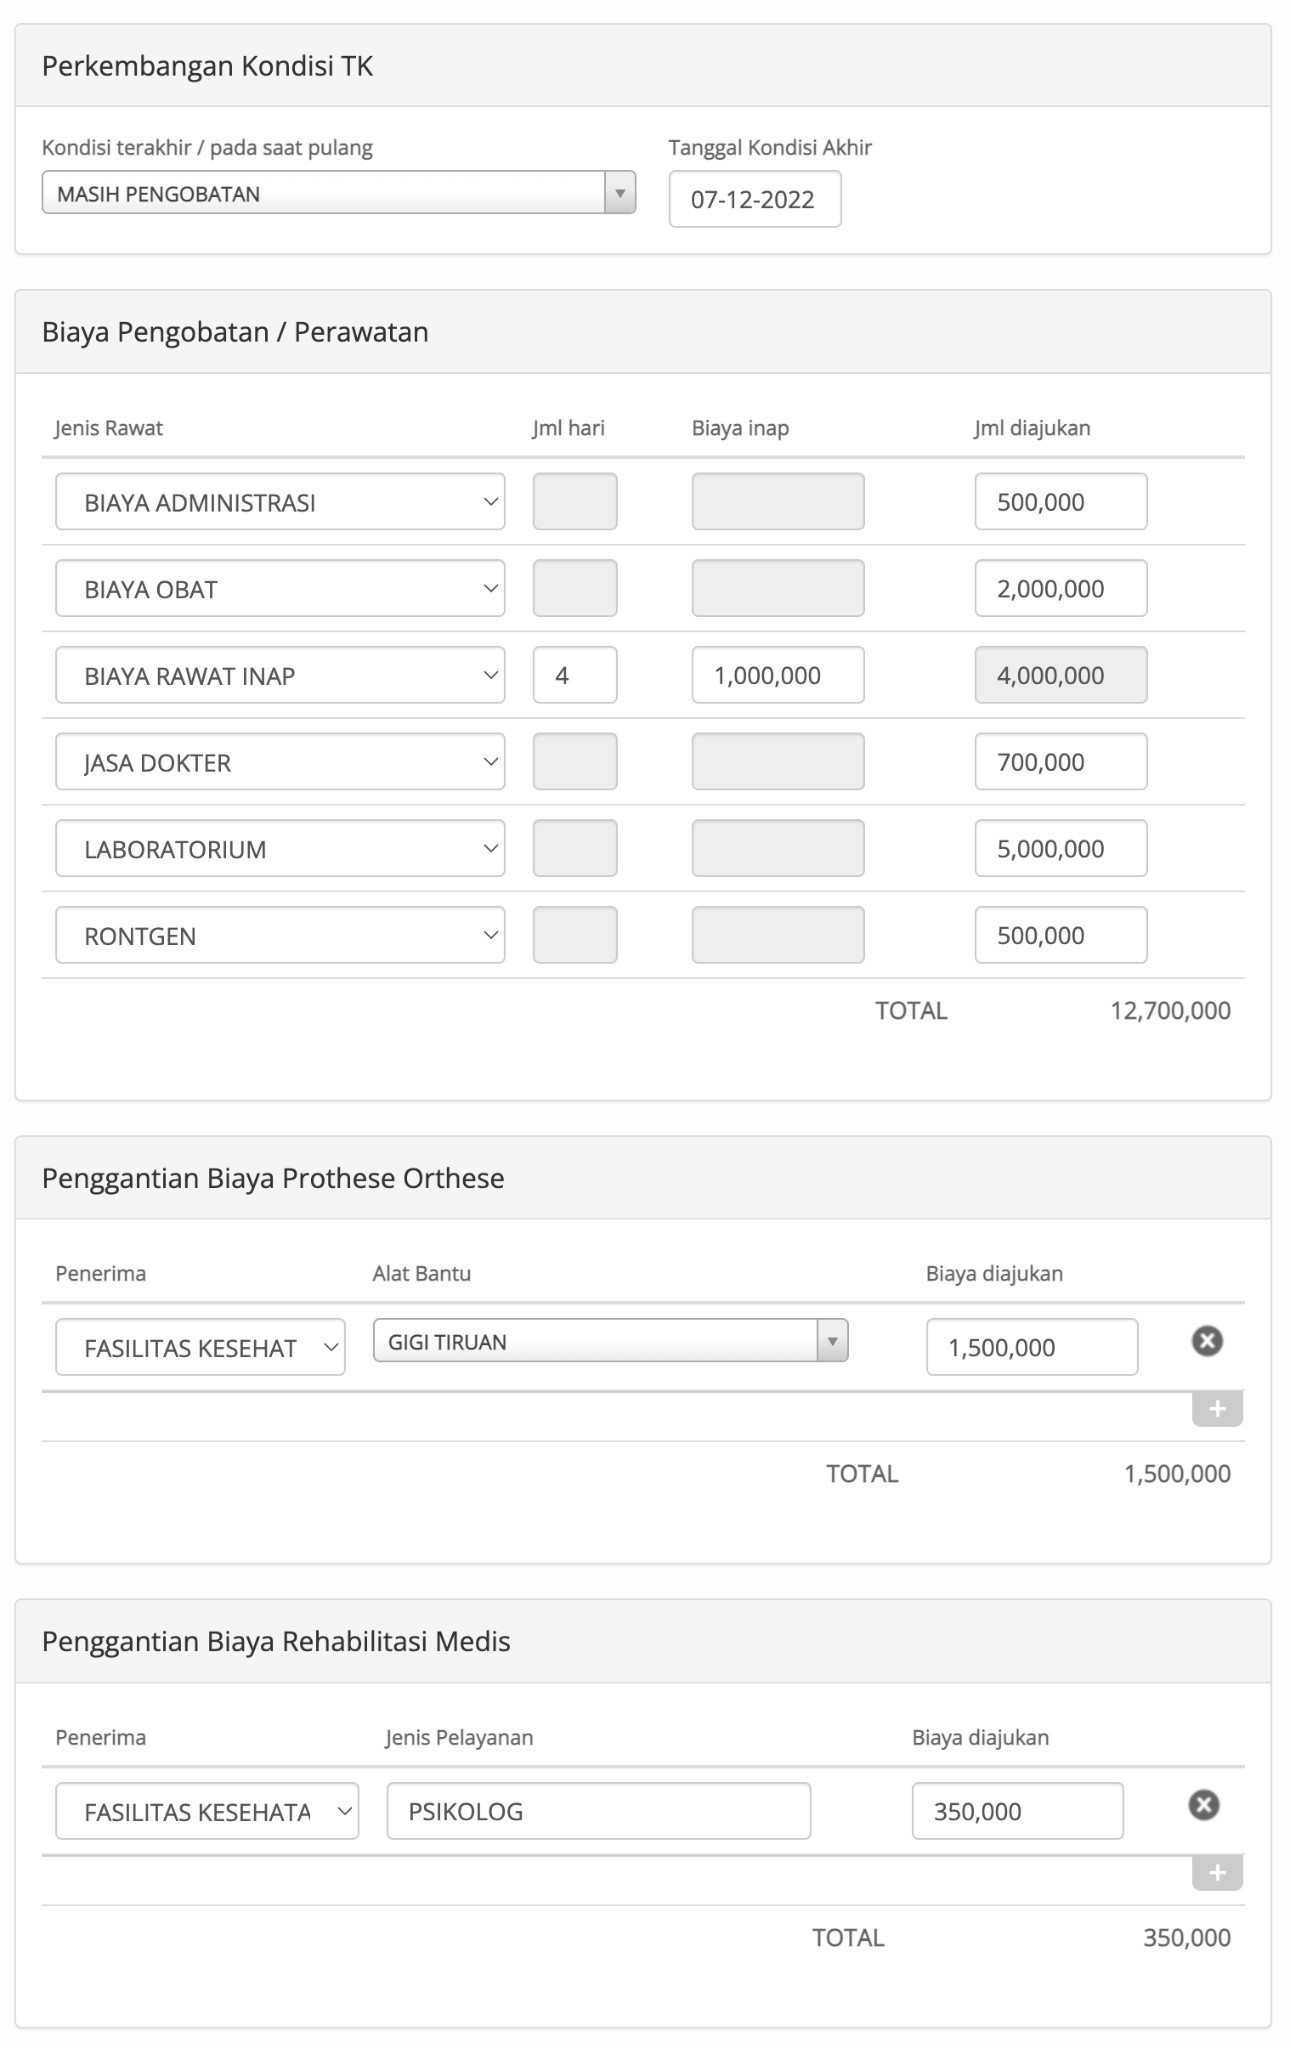 Perkembangan Kondisi TK
Kondisi terakhir / pada saat pulang Tanggal Kondisi Akhir
MASIH PENGOBATAN 07-12-2022
Biaya Pengobatan / Perawatan
Jenis Rawat Jml hari Biaya inap Jml diajukan
BIAYA ADMINISTRASI 500,000
BIAYA OBAT 2,000,000
BIAYA RAWAT INAP 4 1,000,000 4,000,000
JASA DOKTER 700,000
LABORATORIUM 5,000,000
RONTGEN 500,000
TOTAL 12,700,000
Penggantian Biaya Prothese Orthese
Penerima Alat Bantu Biaya diajukan
FASILITAS KESEHAT GIGI TIRUAN 1,500,000
TOTAL 1,500,000
Penggantian Biaya Rehabilitasi Medis
Penerima Jenis Pelayanan Biaya diajukan
FASILITAS KESEHATA PSIKOLOG 350,000
TOTAL 350,000